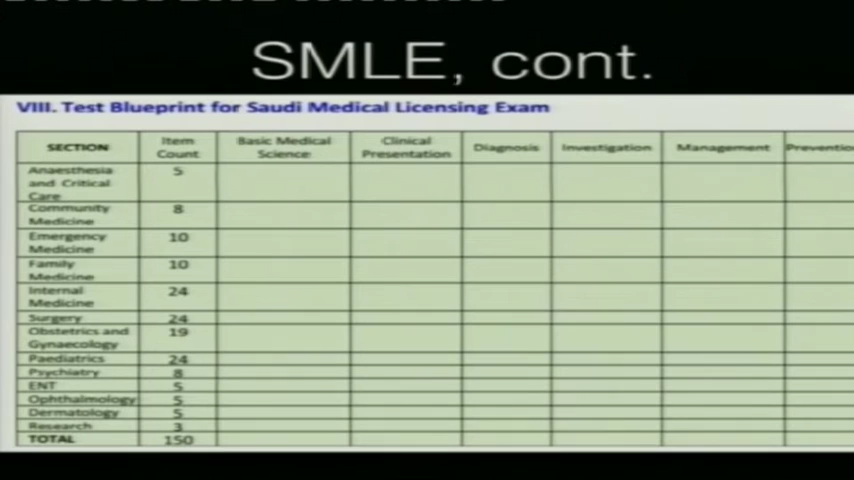 SMLE, cont.
VIII. Test Blueprint for Saudi Medical Licensing Exam
SECTION Item Count Basic Medical Science Clinical Presentation Diagnosis Investigation Management Preventio
Anaesthesia and Critical Care 5
Community Medicine 8
Emergency Medicine 10
Family Medicine 10
Internal Medicine 24
Surgery 24
Obstetrics and Gynaecology 19
Paediatrics 24
Psychiatry 8
ENT 5
Ophthalmology 5
Dermatology 5
Research 3
TOTAL 150